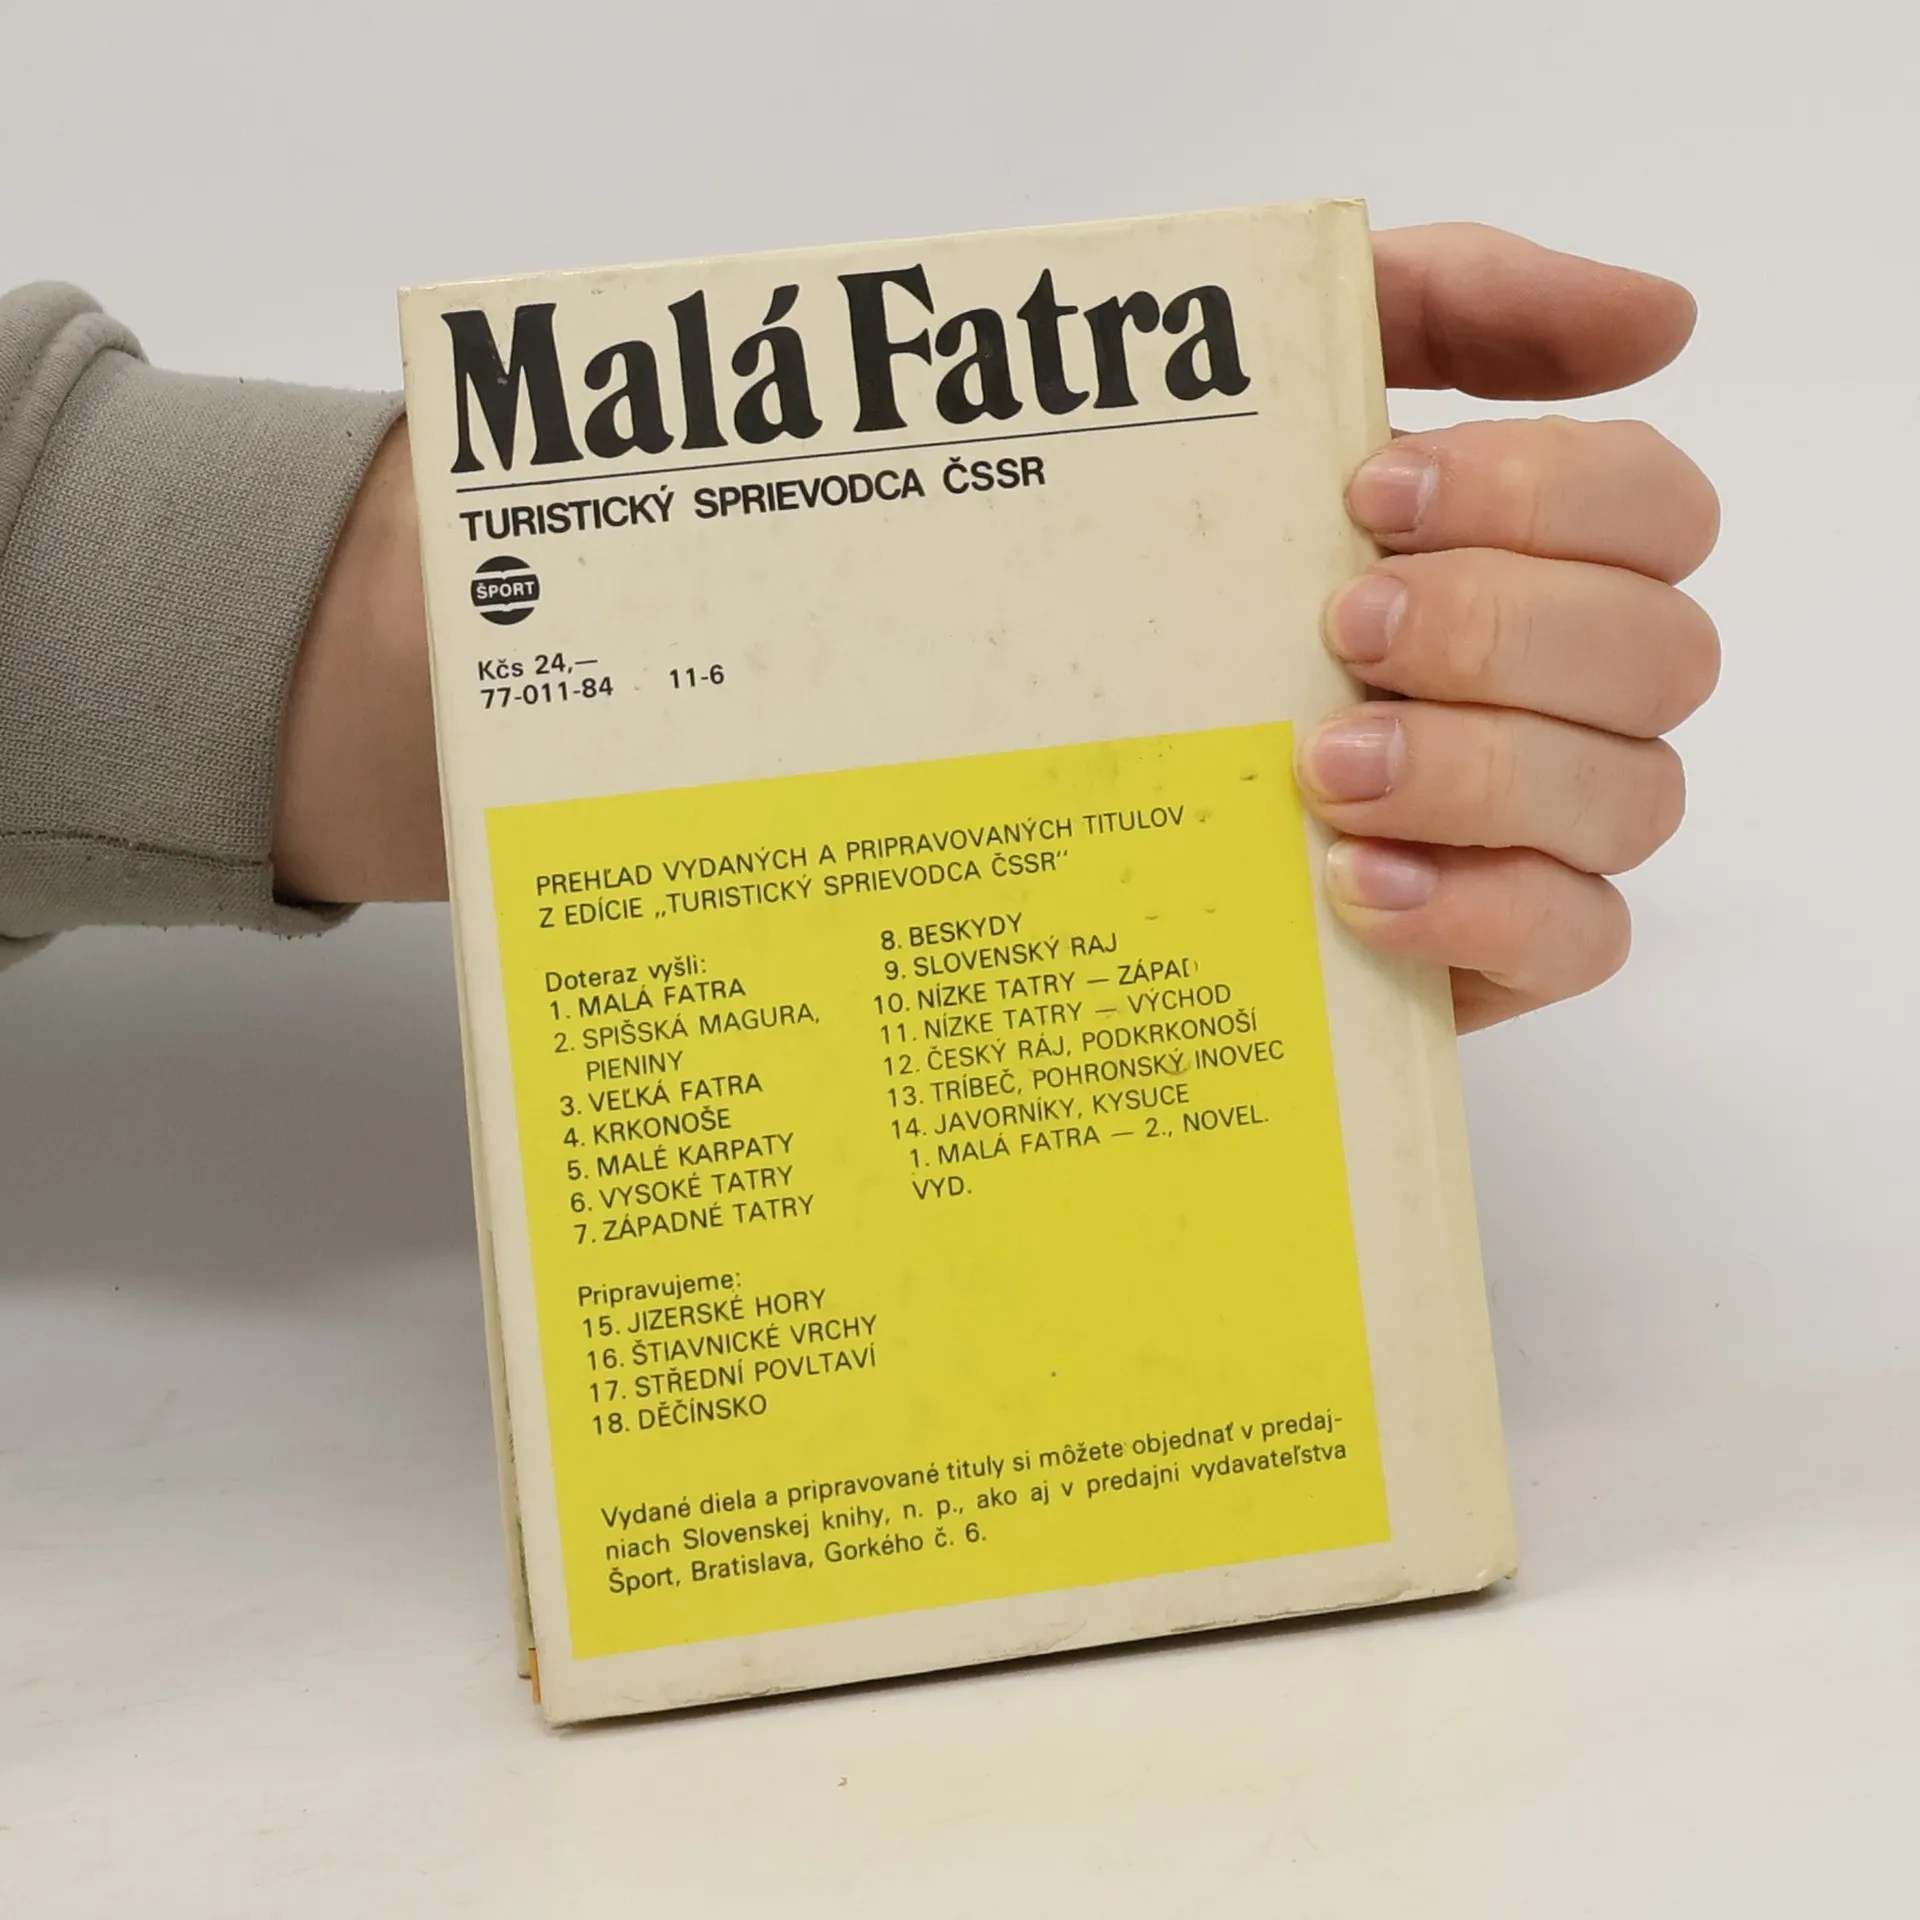 Malá Fatra
TURISTICKÝ SPRIEVODCA ČSSR
ŠPORT
Kčs 24,—
77-011-84 11-6
PREHĽAD VYDANÝCH A PRIPRAVOVANÝCH TITULOV
Z EDÍCIE „TURISTICKÝ SPRIEVODCA ČSSR“
Doteraz vyšli:
1. MALÁ FATRA
2. SPIŠSKÁ MAGURA,
PIENINY
3. VEĽKÁ FATRA
4. KRKONOŠE
5. MALÉ KARPATY
6. VYSOKÉ TATRY
7. ZÁPADNÉ TATRY
8. BESKYDY
9. SLOVENSKÝ RAJ
10. NÍZKE TATRY — ZÁPAD
11. NÍZKE TATRY — VÝCHOD
12. ČESKÝ RÁJ, PODKRKONOŠÍ
13. TRÍBEČ, POHRONSKÝ INOVEC
14. JAVORNÍKY, KYSUCE
1. MALÁ FATRA — 2., NOVEL.
VYD.
Pripravujeme:
15. JIZERSKÉ HORY
16. ŠTIAVNICKÉ VRCHY
17. STŘEDNÍ POVLTAVÍ
18. DĚČÍNSKO
Vydané diela a pripravované tituly si môžete objednať v predaj-
niach Slovenskej knihy, n. p., ako aj v predajni vydavateľstva
Šport, Bratislava, Gorkého č. 6.